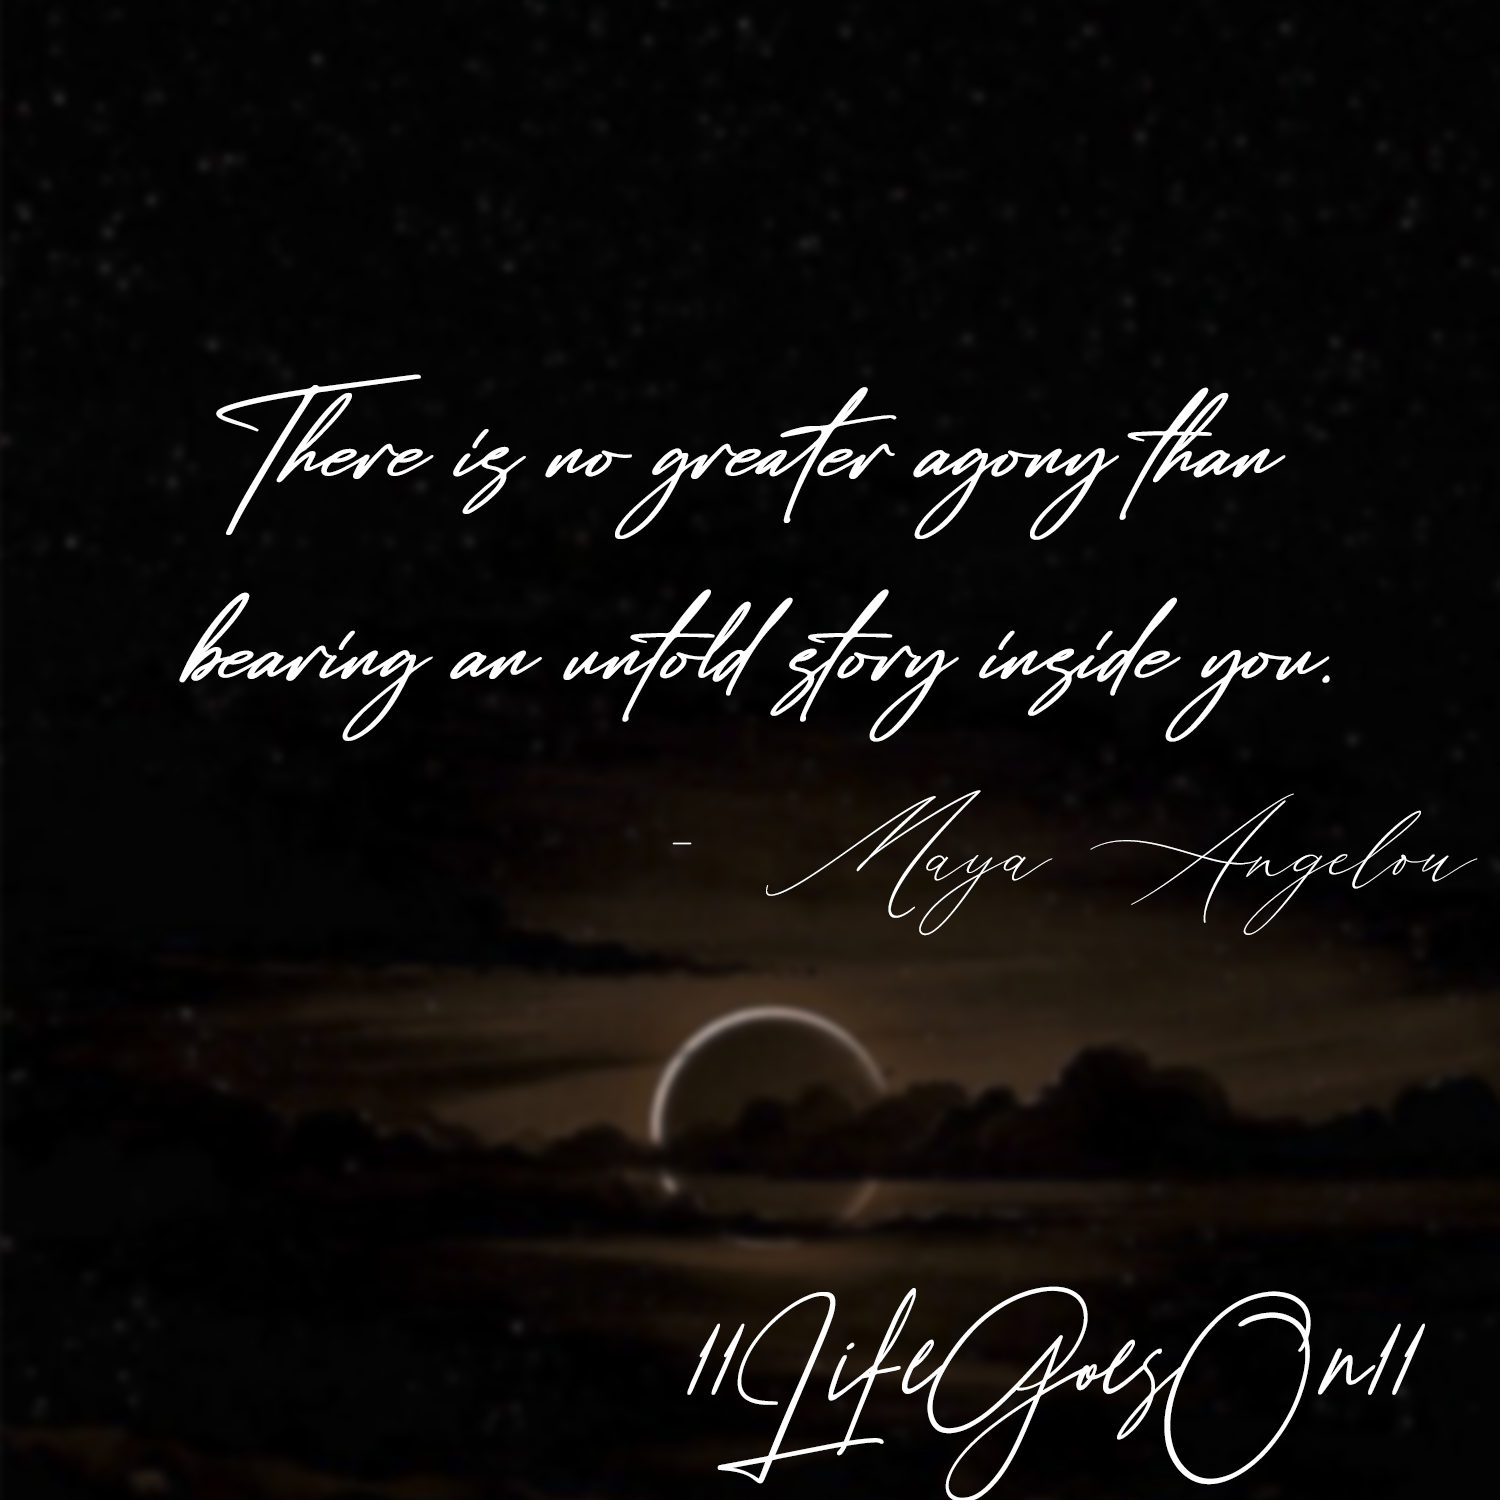 There is no greater agony than
bearing an untold story inside you.
- Maya Angelou
11LifeGoesOn11